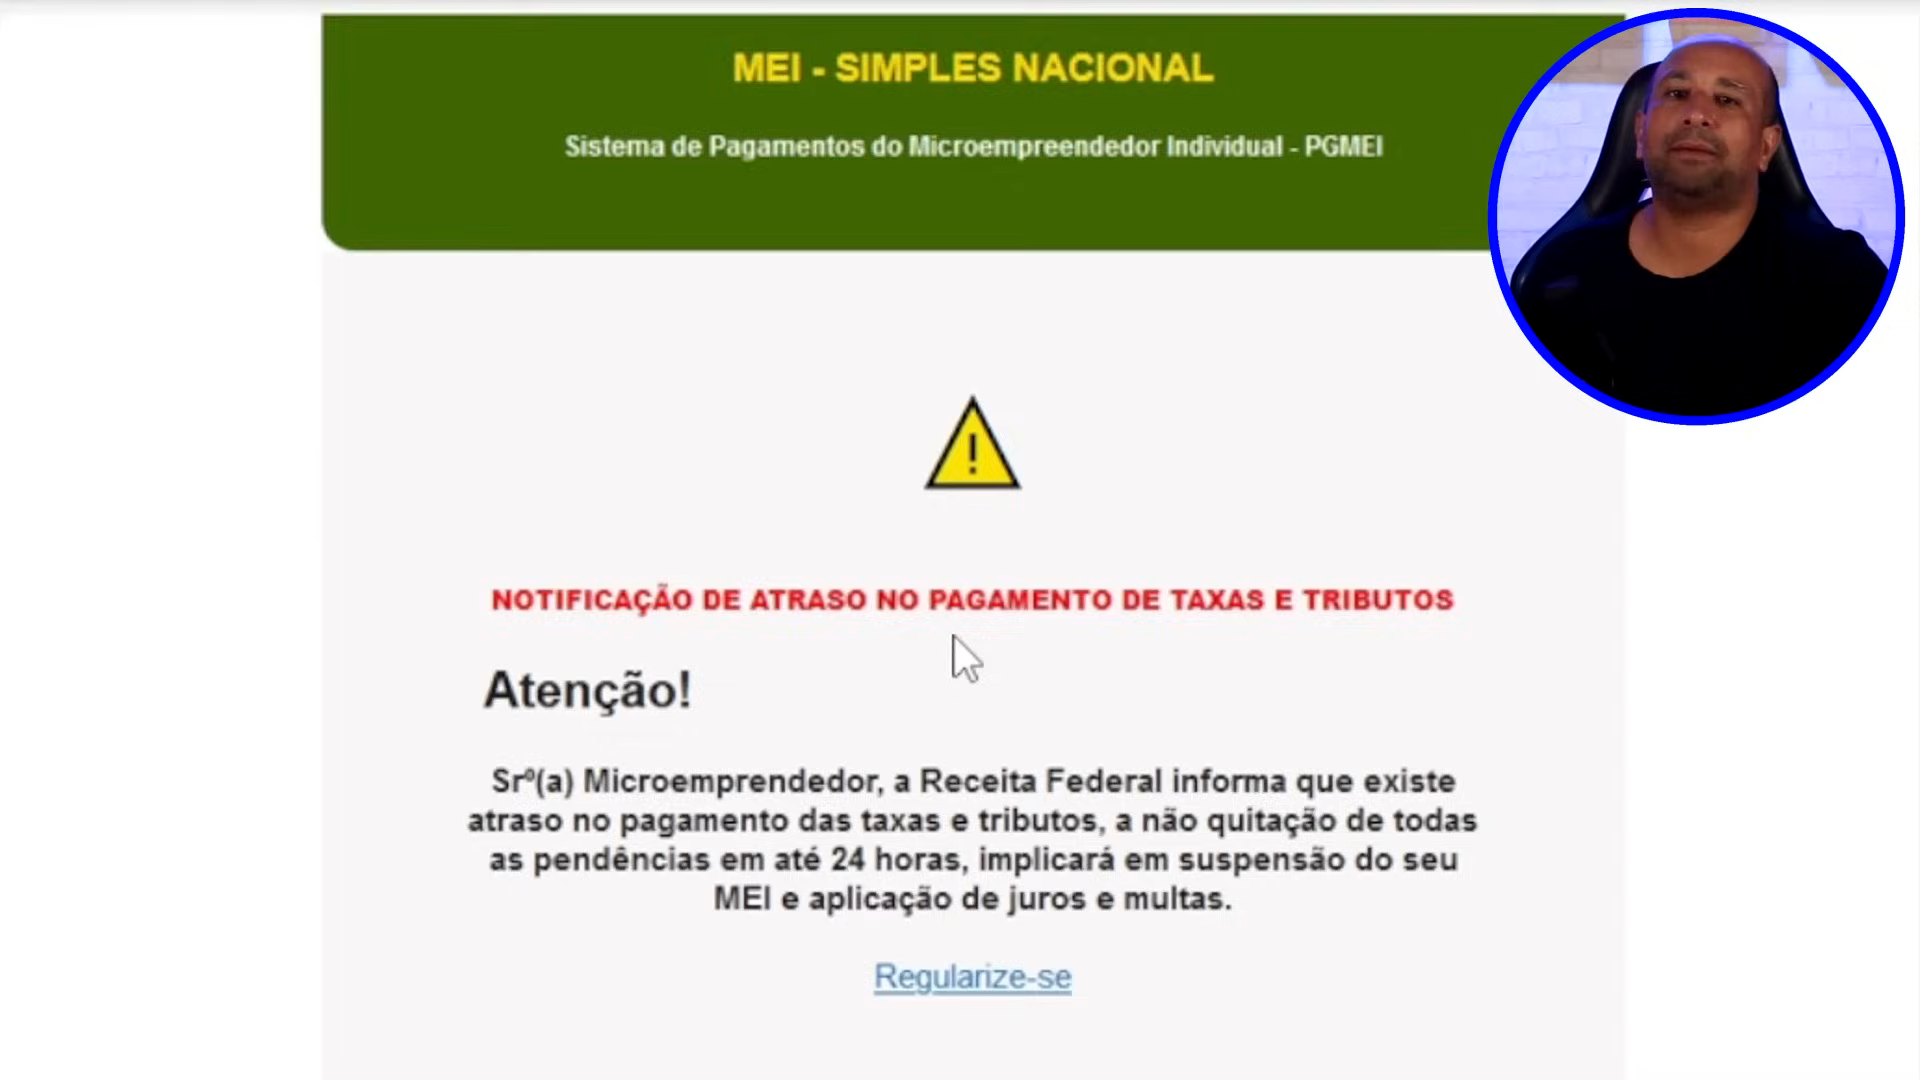 MEI - SIMPLES NACIONAL
Sistema de Pagamentos do Microempreendedor Individual - PGMEI
NOTIFICAÇÃO DE ATRASO NO PAGAMENTO DE TAXAS E TRIBUTOS
Atenção!
Srº(a) Microemprendedor, a Receita Federal informa que existe
atraso no pagamento das taxas e tributos, a não quitação de todas
as pendências em até 24 horas, implicará em suspensão do seu
MEI e aplicação de juros e multas.
Regularize-se